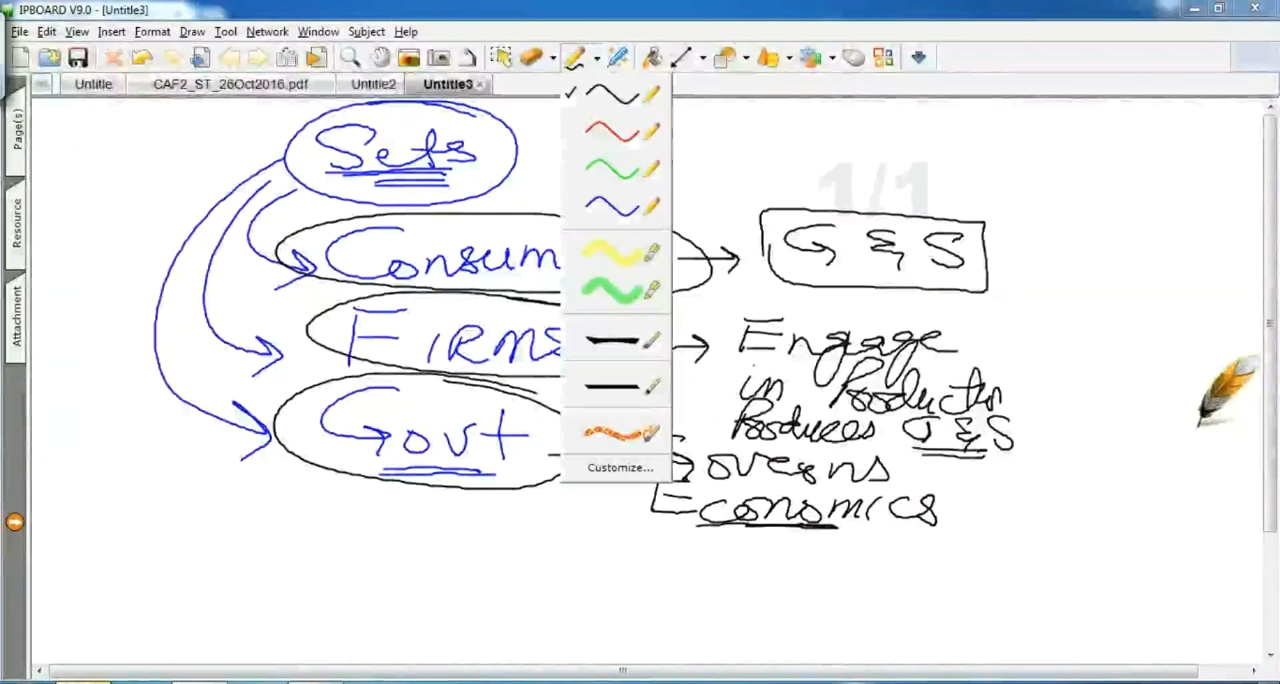 IPBOARD V9.0 - [Untitle3]
File Edit View Insert Format Draw Tool Network Window Subject Help
Untitle CAF2_ST_26Oct2016.pdf Untitle2 Untitle3
Page(s)
Resource
Attachment
1/1
Sets
Consum → G & S
Firms → Engage
in Production
Produces G & S
Govt
Governs
Economics
Customize...